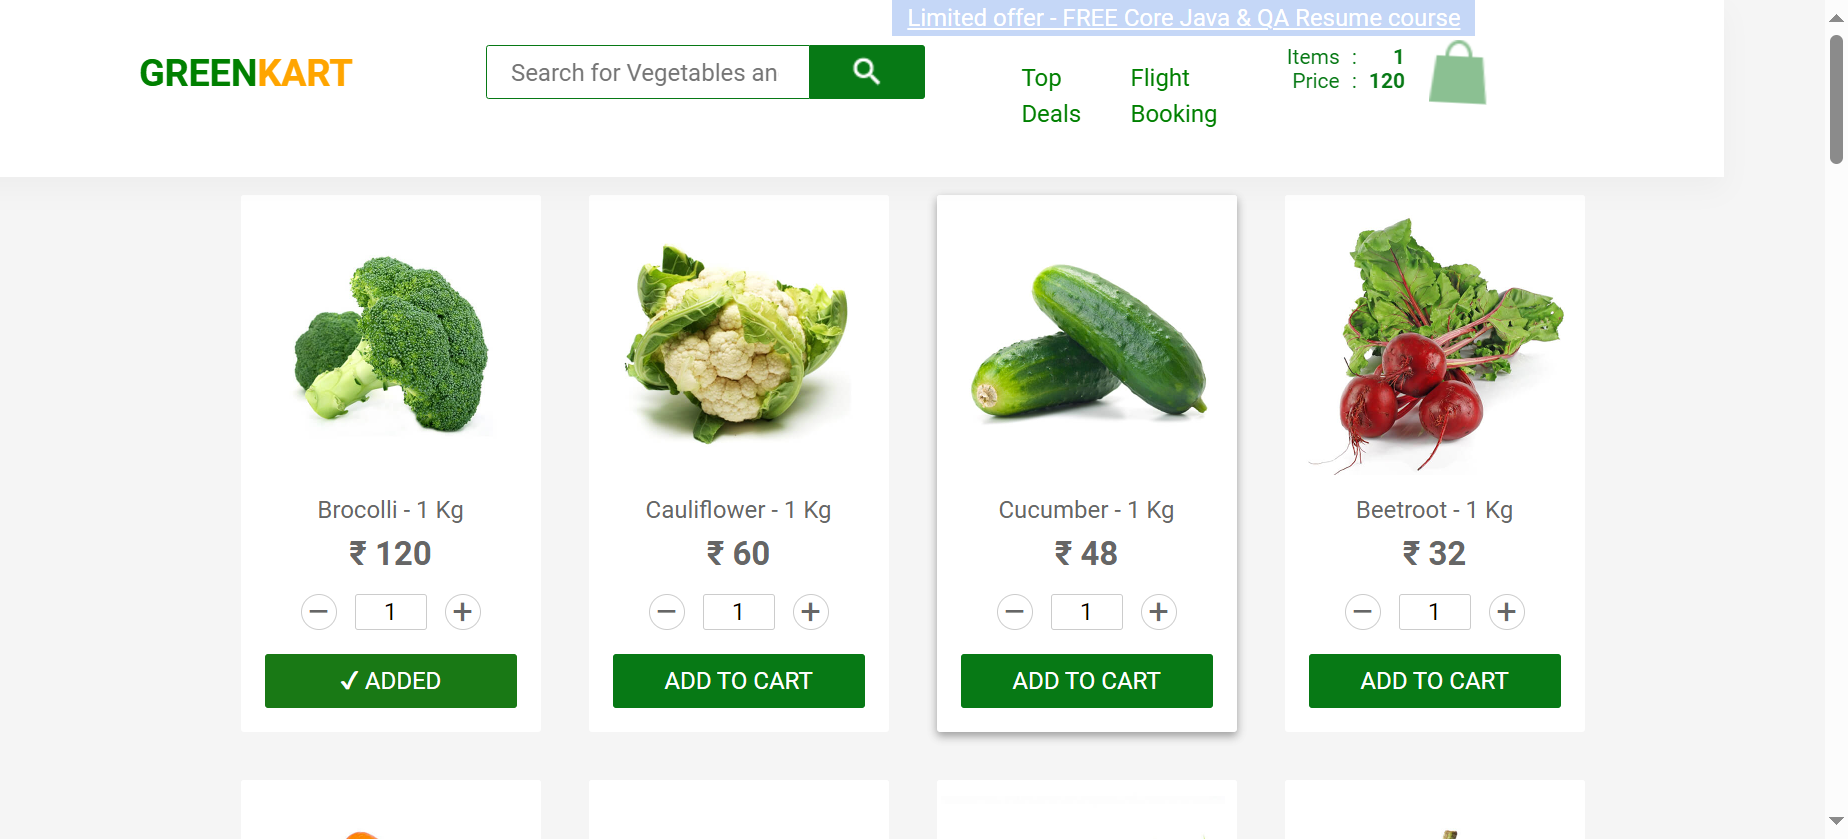 Limited offer - FREE Core Java & QA Resume course
GREENKART
Search for Vegetables an
Top Deals
Flight Booking
Items : 1
Price : 120
Brocolli - 1 Kg
₹ 120
− 1 +
✓ ADDED
Cauliflower - 1 Kg
₹ 60
− 1 +
ADD TO CART
Cucumber - 1 Kg
₹ 48
− 1 +
ADD TO CART
Beetroot - 1 Kg
₹ 32
− 1 +
ADD TO CART